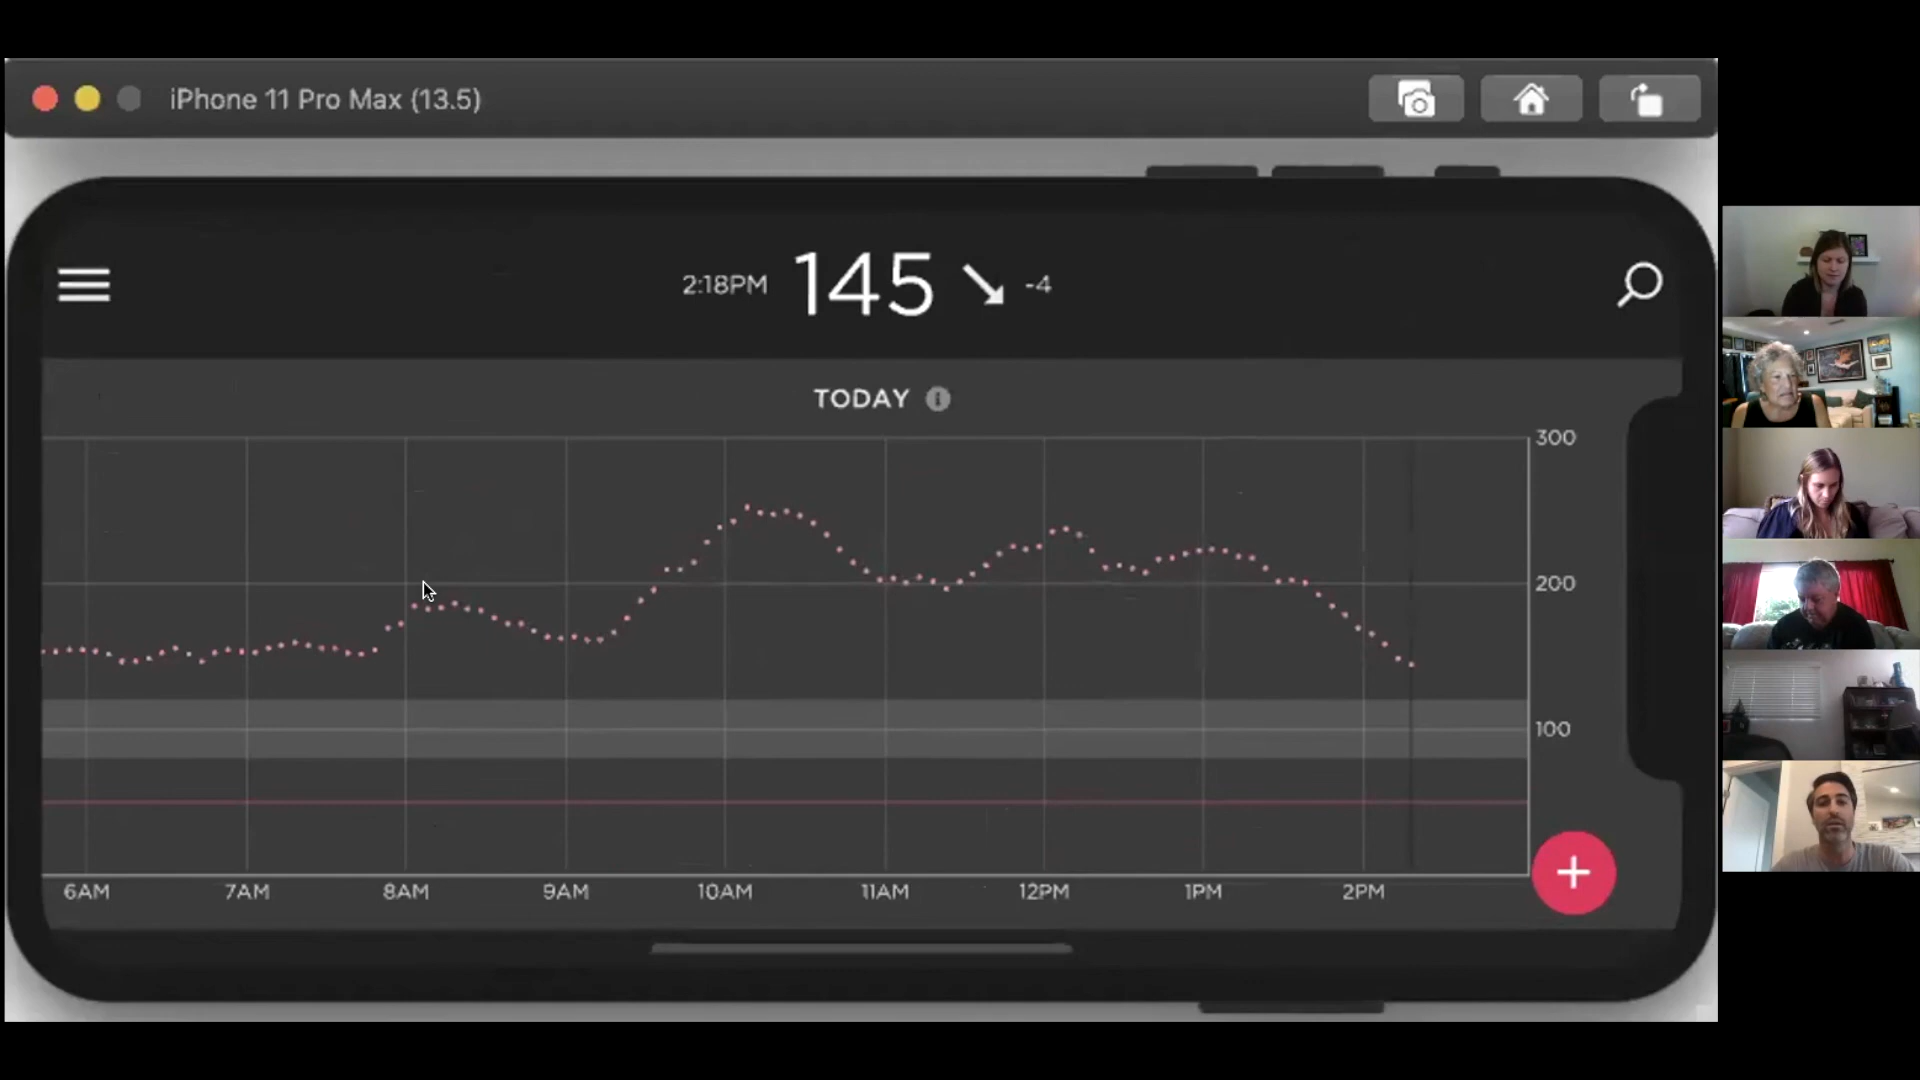 iPhone 11 Pro Max (13.5)
2:18PM 145 -4
TODAY
300
200
100
6AM 7AM 8AM 9AM 10AM 11AM 12PM 1PM 2PM